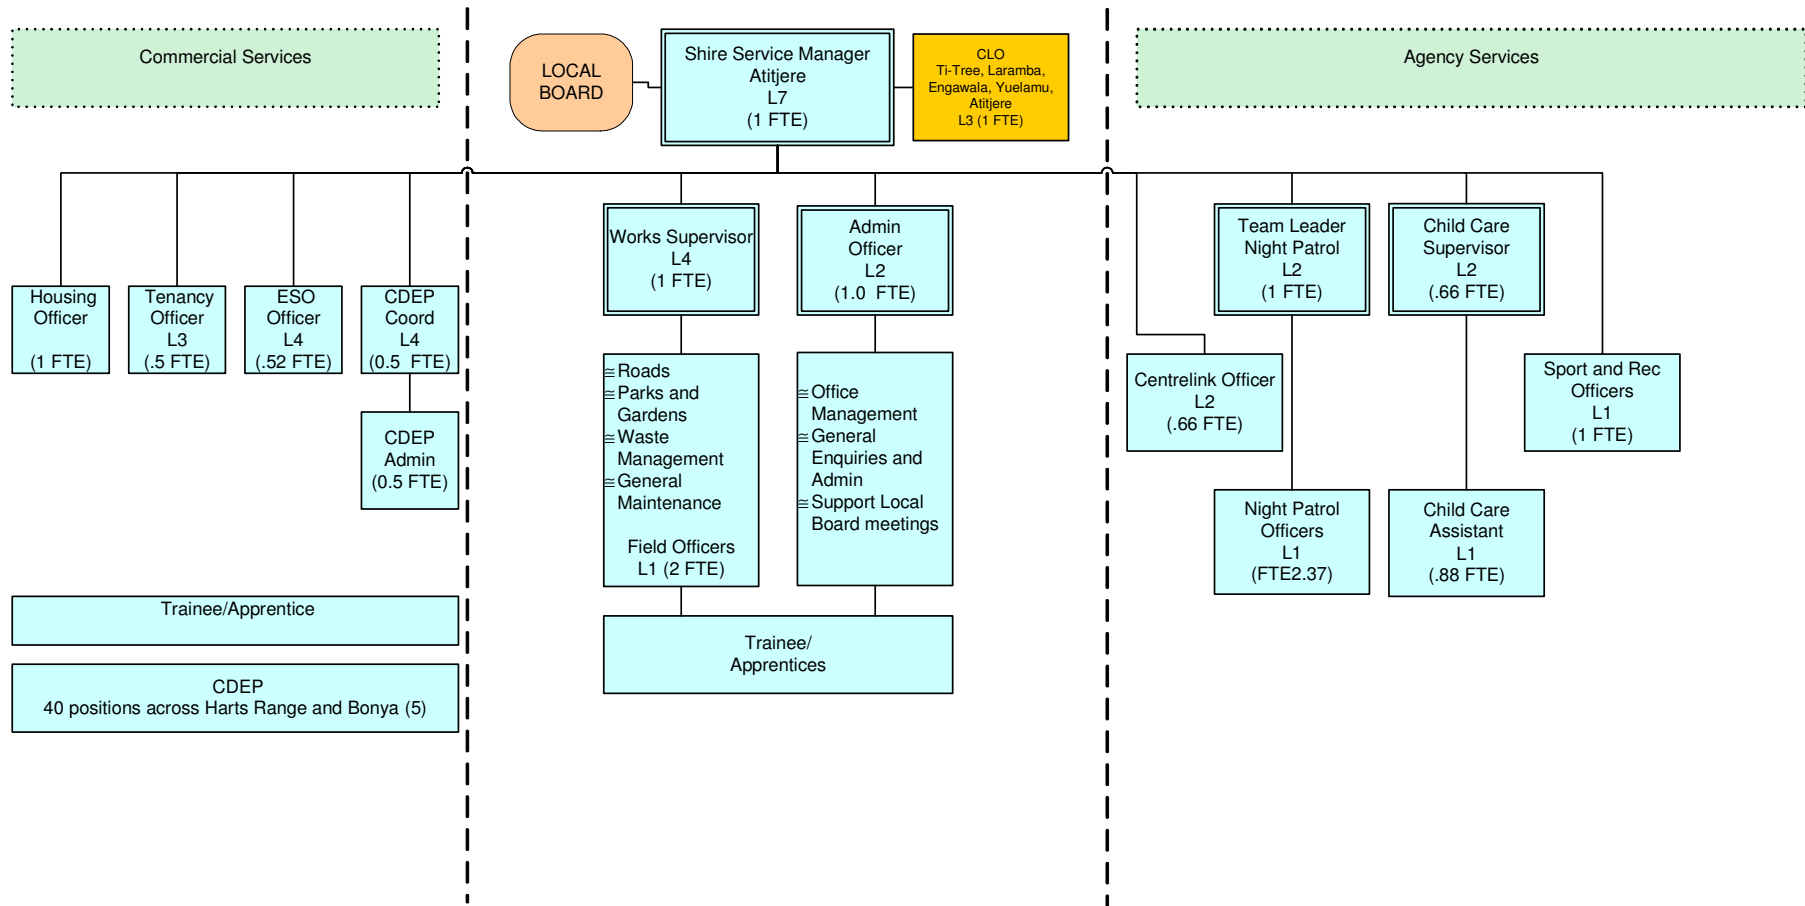 Commercial Services
LOCAL
BOARD
Shire Service Manager
Atitjere
L7
(1 FTE)
CLO
Ti-Tree, Laramba,
Engawala, Yuelamu,
Atitjere
L3 (1 FTE)
Agency Services
Housing
Officer
(1 FTE)
Tenancy
Officer
L3
(.5 FTE)
ESO
Officer
L4
(.52 FTE)
CDEP
Coord
L4
(0.5 FTE)
CDEP
Admin
(0.5 FTE)
Trainee/Apprentice
CDEP
40 positions across Harts Range and Bonya (5)
Works Supervisor
L4
(1 FTE)
≅ Roads
≅ Parks and
Gardens
≅ Waste
Management
≅ General
Maintenance
Field Officers
L1 (2 FTE)
Admin
Officer
L2
(1.0 FTE)
≅ Office
Management
≅ General
Enquiries and
Admin
≅ Support Local
Board meetings
Trainee/
Apprentices
Centrelink Officer
L2
(.66 FTE)
Team Leader
Night Patrol
L2
(1 FTE)
Night Patrol
Officers
L1
(FTE2.37)
Child Care
Supervisor
L2
(.66 FTE)
Child Care
Assistant
L1
(.88 FTE)
Sport and Rec
Officers
L1
(1 FTE)